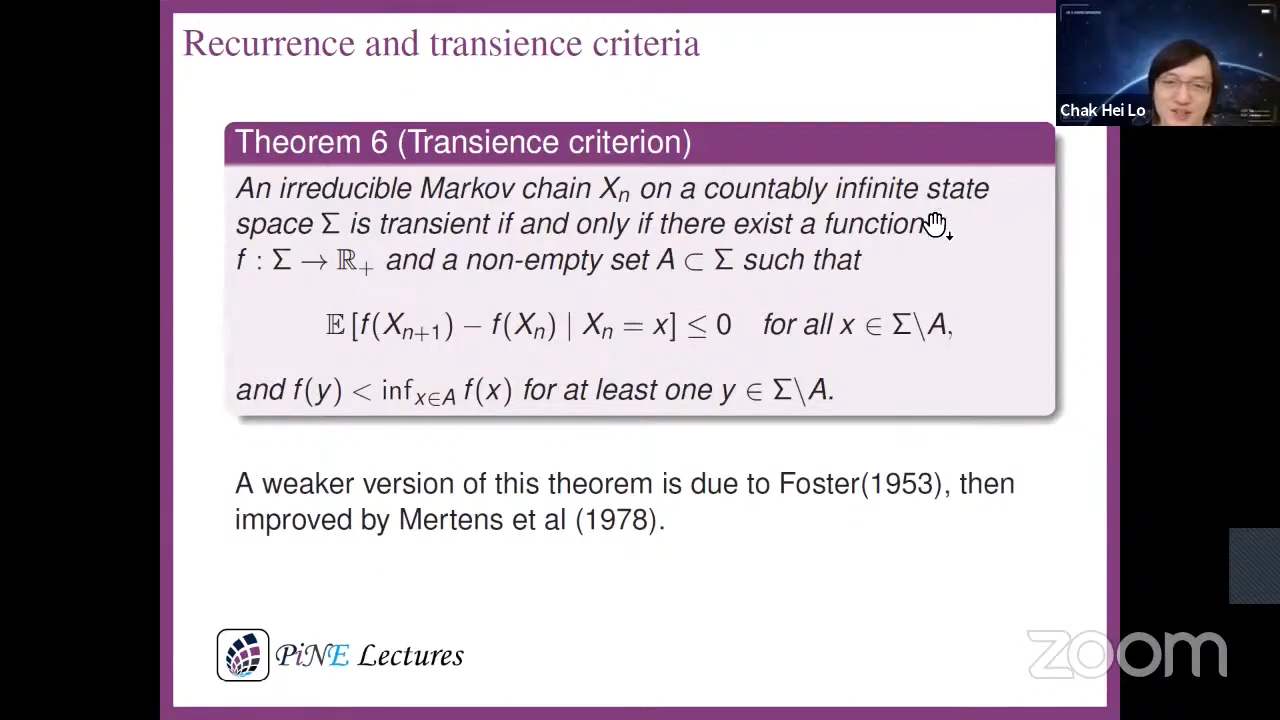 Recurrence and transience criteria
Chak Hei Lo
Theorem 6 (Transience criterion)
An irreducible Markov chain Xₙ on a countably infinite state
space Σ is transient if and only if there exist a function
f : Σ → ℝ₊ and a non-empty set A ⊂ Σ such that
𝔼 [f(Xₙ₊₁) − f(Xₙ) | Xₙ = x] ≤ 0 for all x ∈ Σ\A,
and f(y) < inf_{x∈A} f(x) for at least one y ∈ Σ\A.
A weaker version of this theorem is due to Foster(1953), then
improved by Mertens et al (1978).
PiNE Lectures
zoom